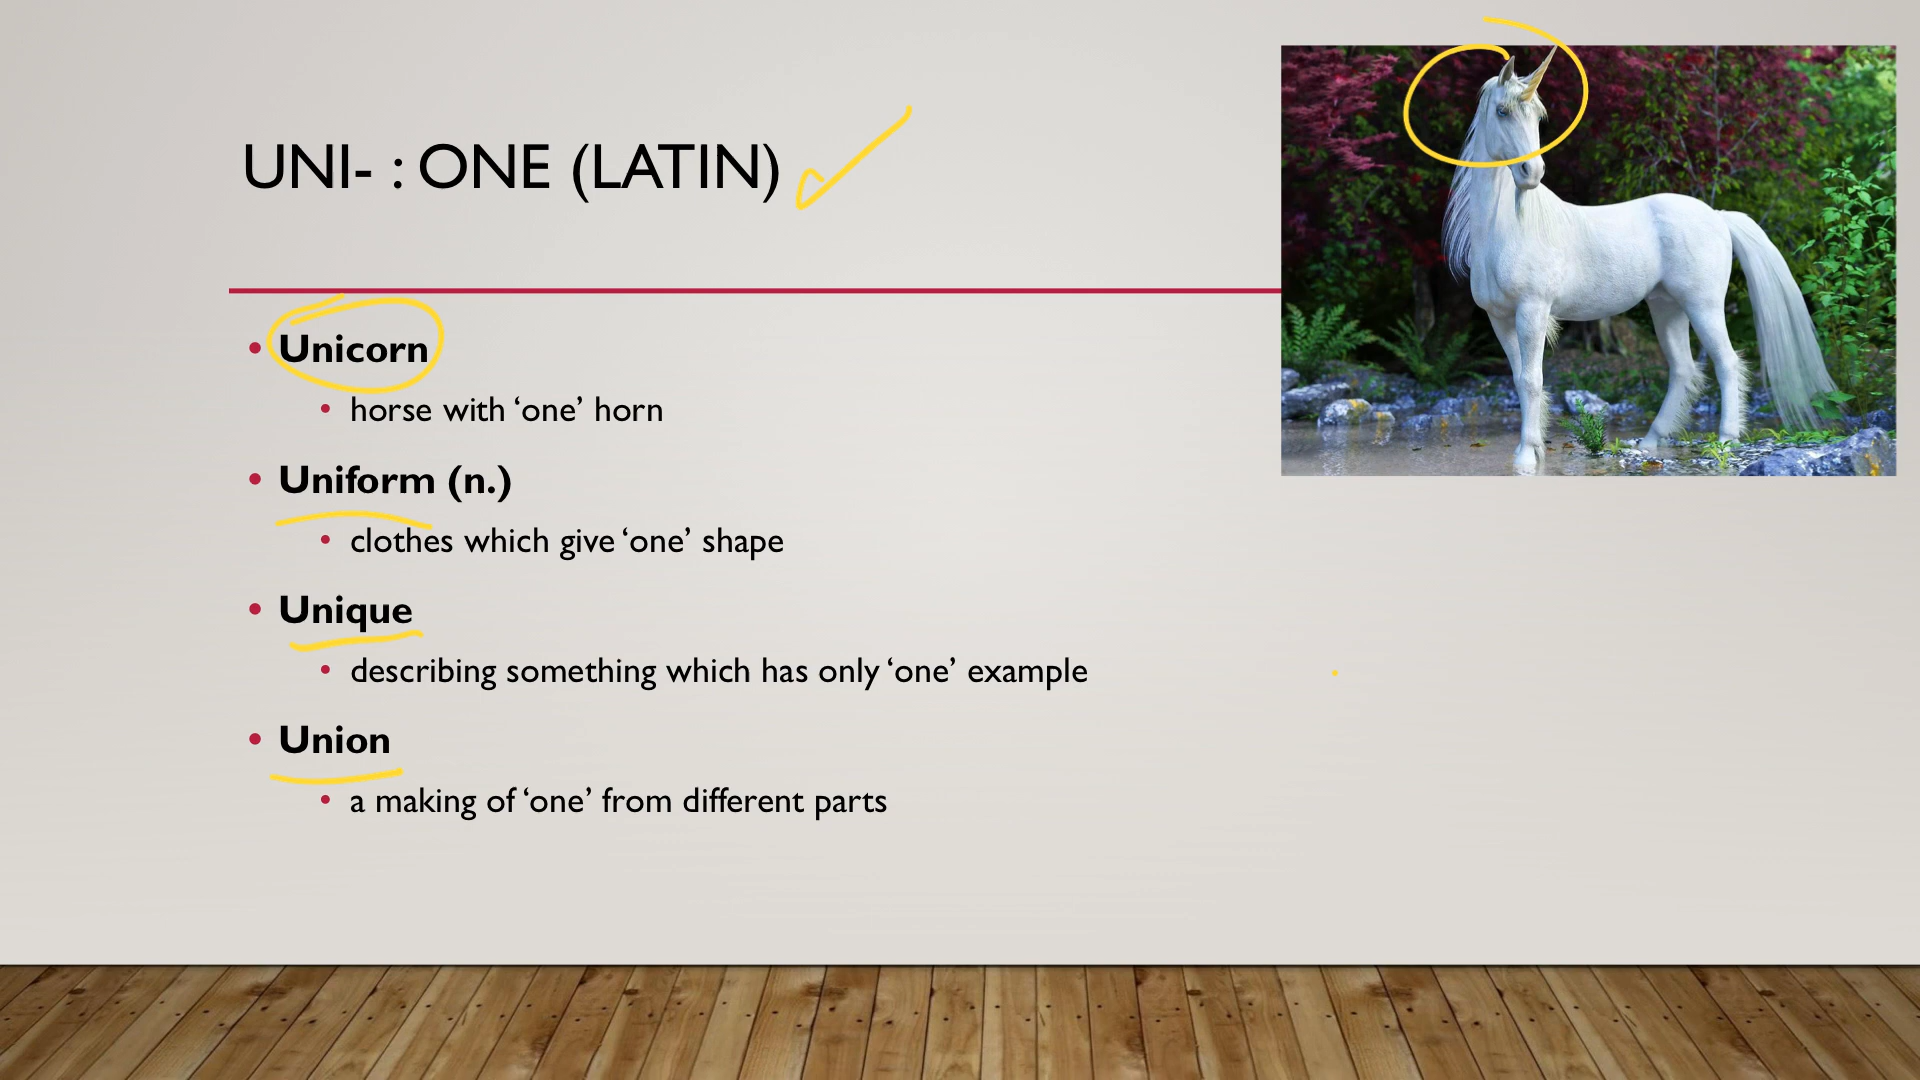 UNI- : ONE (LATIN)
• Unicorn
• horse with ‘one’ horn
• Uniform (n.)
• clothes which give ‘one’ shape
• Unique
• describing something which has only ‘one’ example
• Union
• a making of ‘one’ from different parts